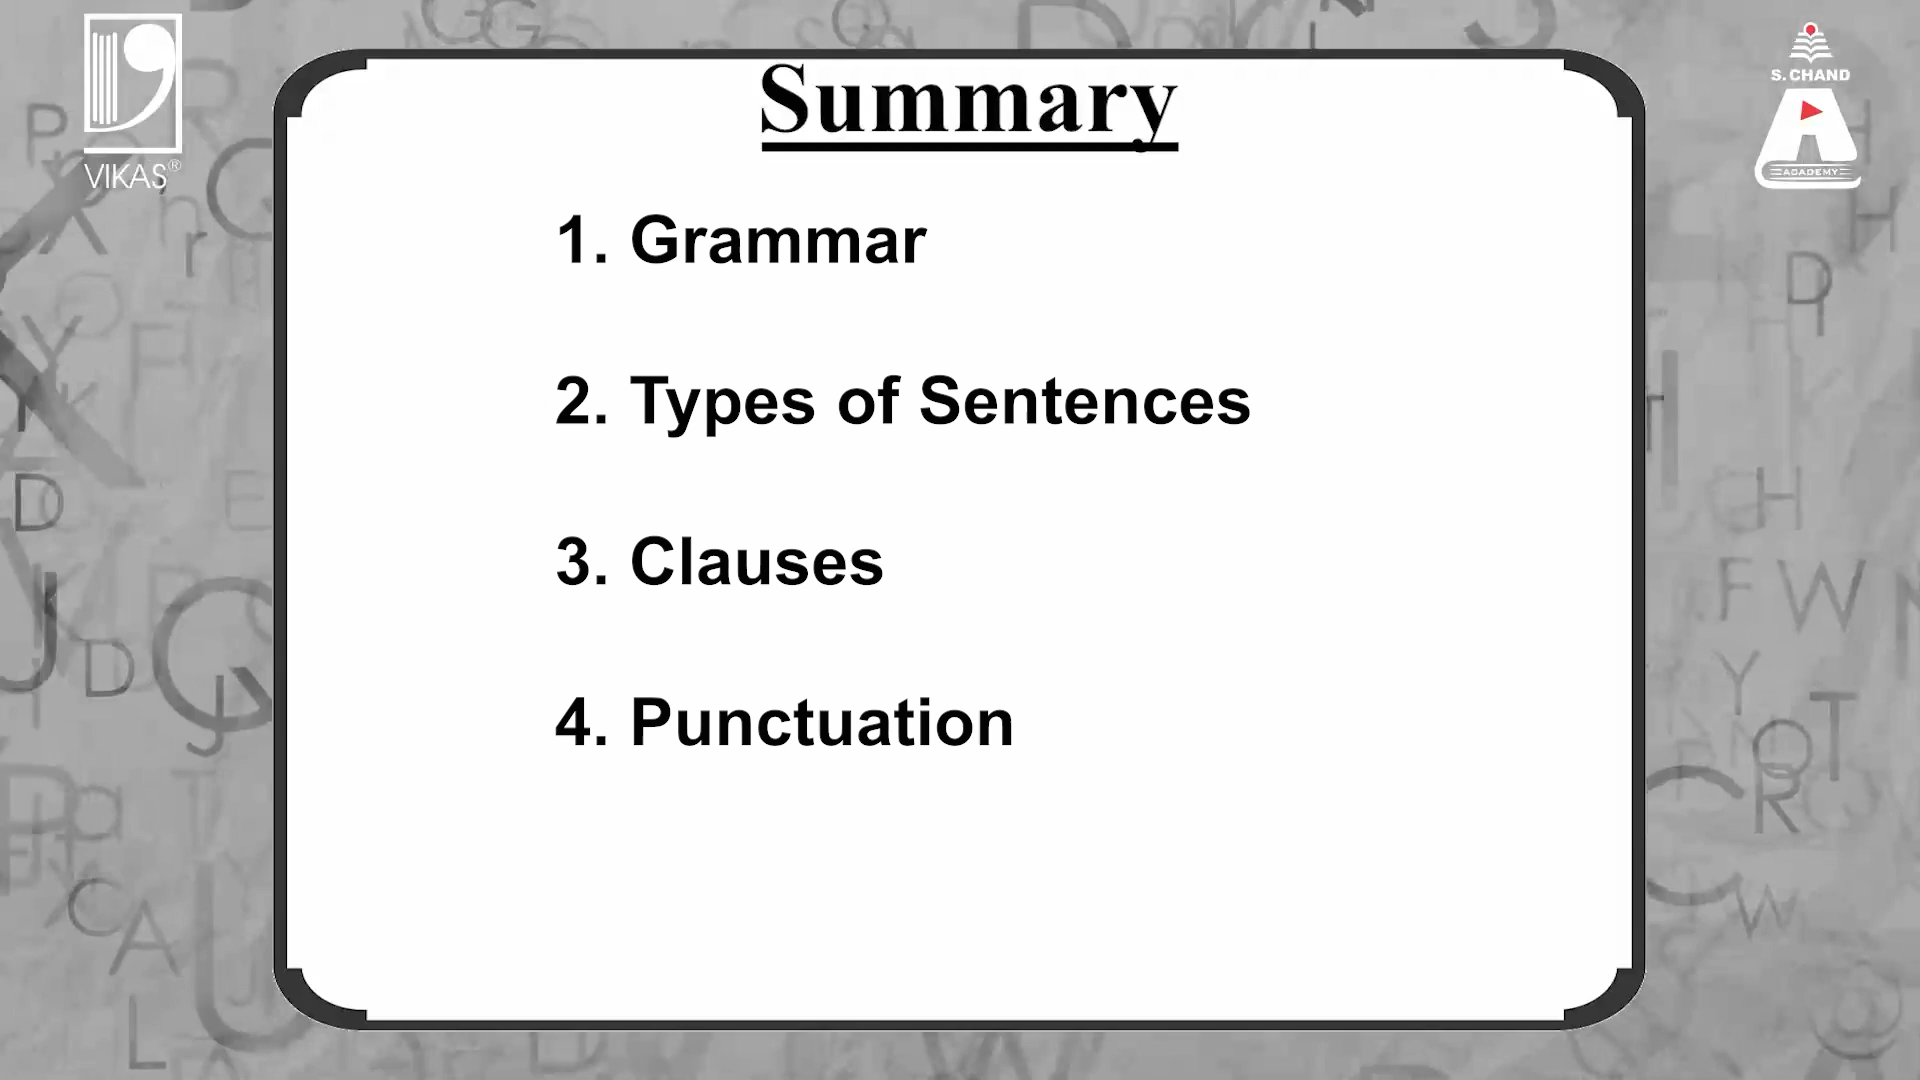 Summary
1. Grammar
2. Types of Sentences
3. Clauses
4. Punctuation
VIKAS®
S. CHAND
ACADEMY